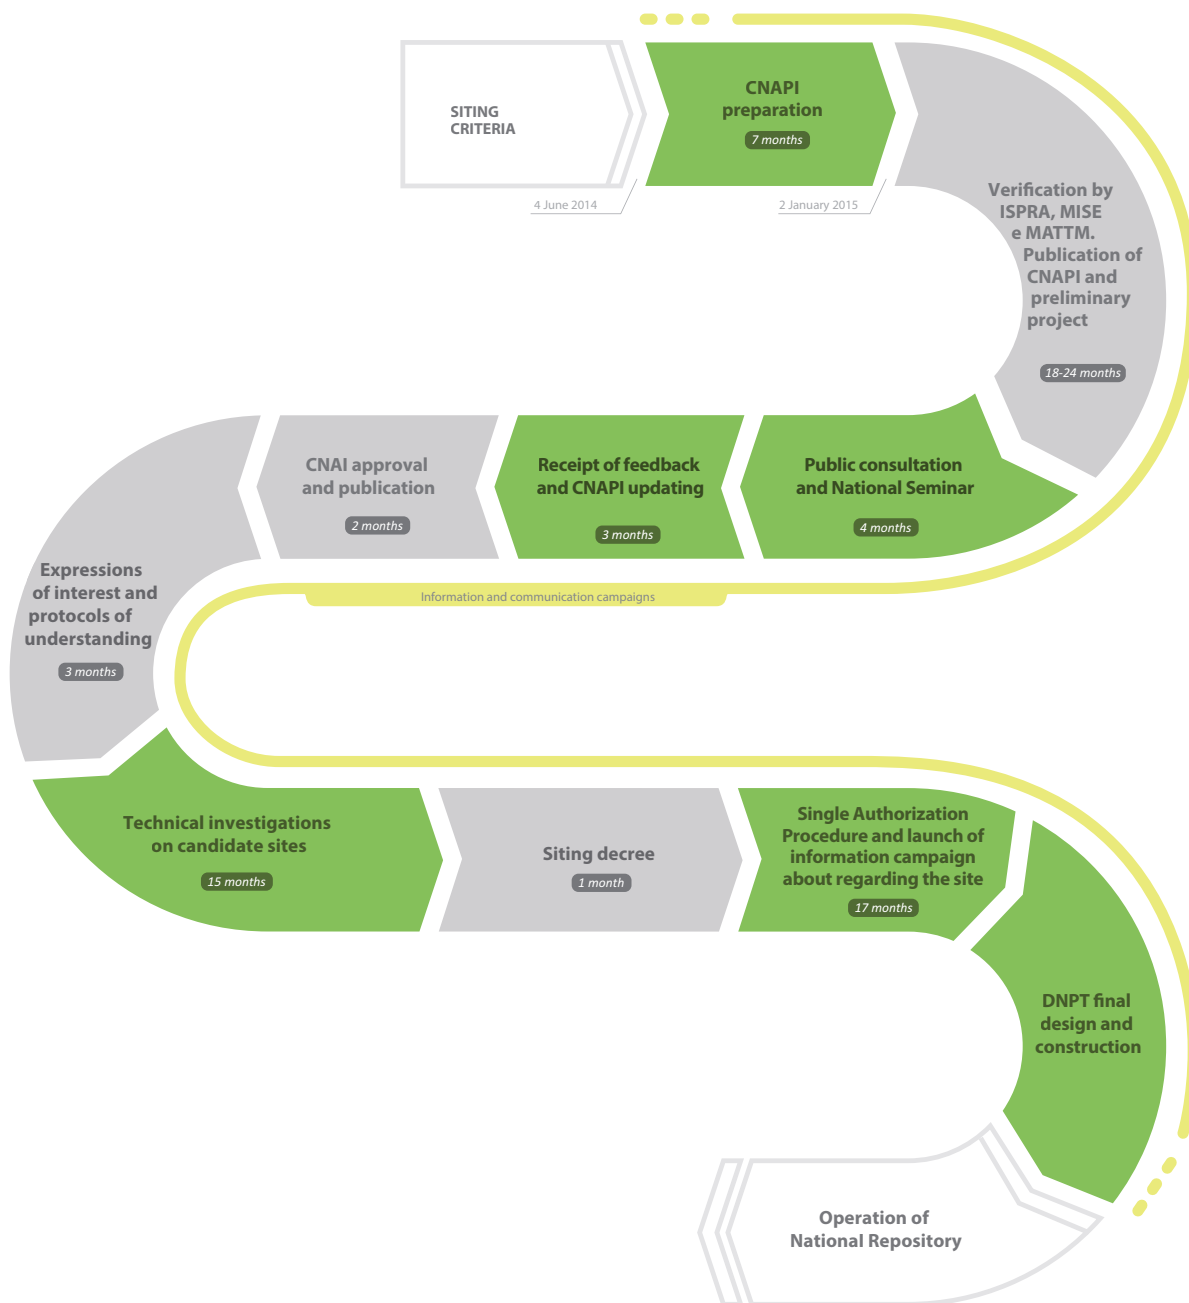 SITING
CRITERIA
CNAPI
preparation
7 months
4 June 2014
2 January 2015
Verification by
ISPRA, MISE
e MATTM.
Publication of
CNAPI and
preliminary
project
18-24 months
Public consultation
and National Seminar
4 months
Receipt of feedback
and CNAPI updating
3 months
CNAI approval
and publication
2 months
Expressions
of interest and
protocols of
understanding
3 months
Information and communication campaigns
Technical investigations
on candidate sites
15 months
Siting decree
1 month
Single Authorization
Procedure and launch of
information campaign
about regarding the site
17 months
DNPT final
design and
construction
Operation of
National Repository